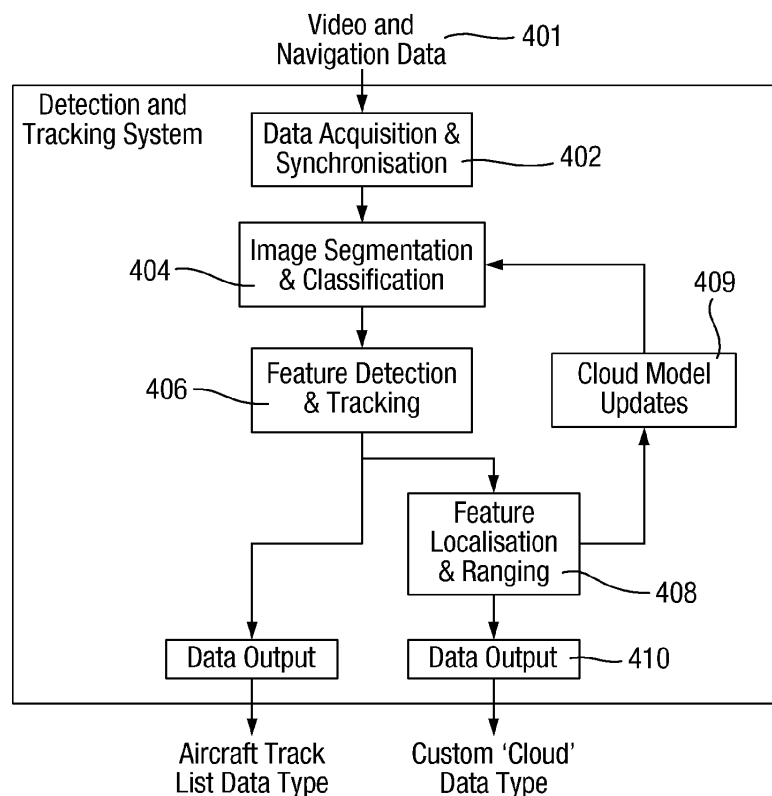 Video and
Navigation Data
401
Detection and
Tracking System
Data Acquisition &
Synchronisation
402
Image Segmentation
& Classification
404
409
Feature Detection
& Tracking
406
Cloud Model
Updates
Feature
Localisation
& Ranging
408
Data Output
Data Output
410
Aircraft Track
List Data Type
Custom ‘Cloud’
Data Type